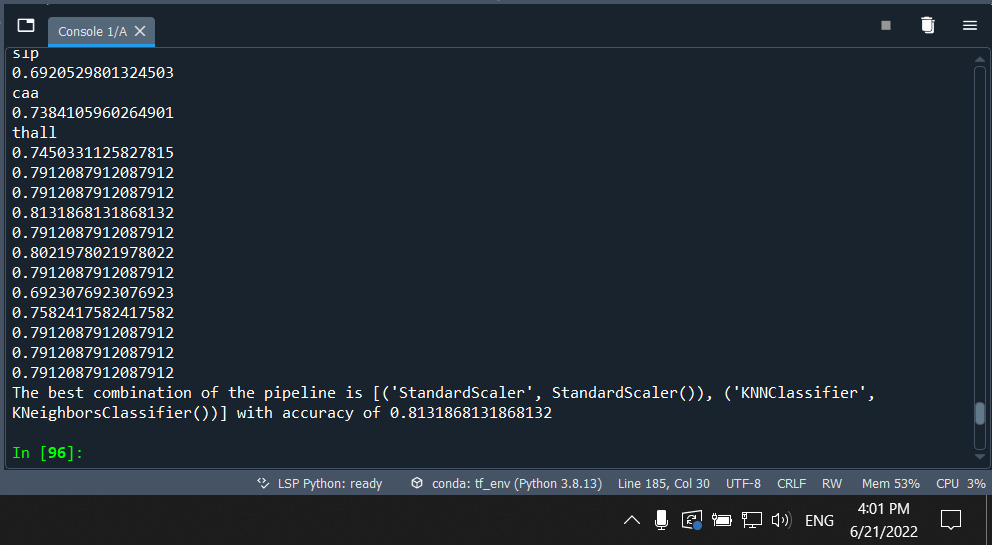 Console 1/A
slp
0.6920529801324503
caa
0.7384105960264901
thall
0.7450331125827815
0.7912087912087912
0.7912087912087912
0.8131868131868132
0.7912087912087912
0.8021978021978022
0.7912087912087912
0.6923076923076923
0.7582417582417582
0.7912087912087912
0.7912087912087912
0.7912087912087912
The best combination of the pipeline is [('StandardScaler', StandardScaler()), ('KNNClassifier',
KNeighborsClassifier())] with accuracy of 0.8131868131868132
In [96]:
LSP Python: ready conda: tf_env (Python 3.8.13) Line 185, Col 30 UTF-8 CRLF RW Mem 53% CPU 3%
4:01 PM
ENG
6/21/2022